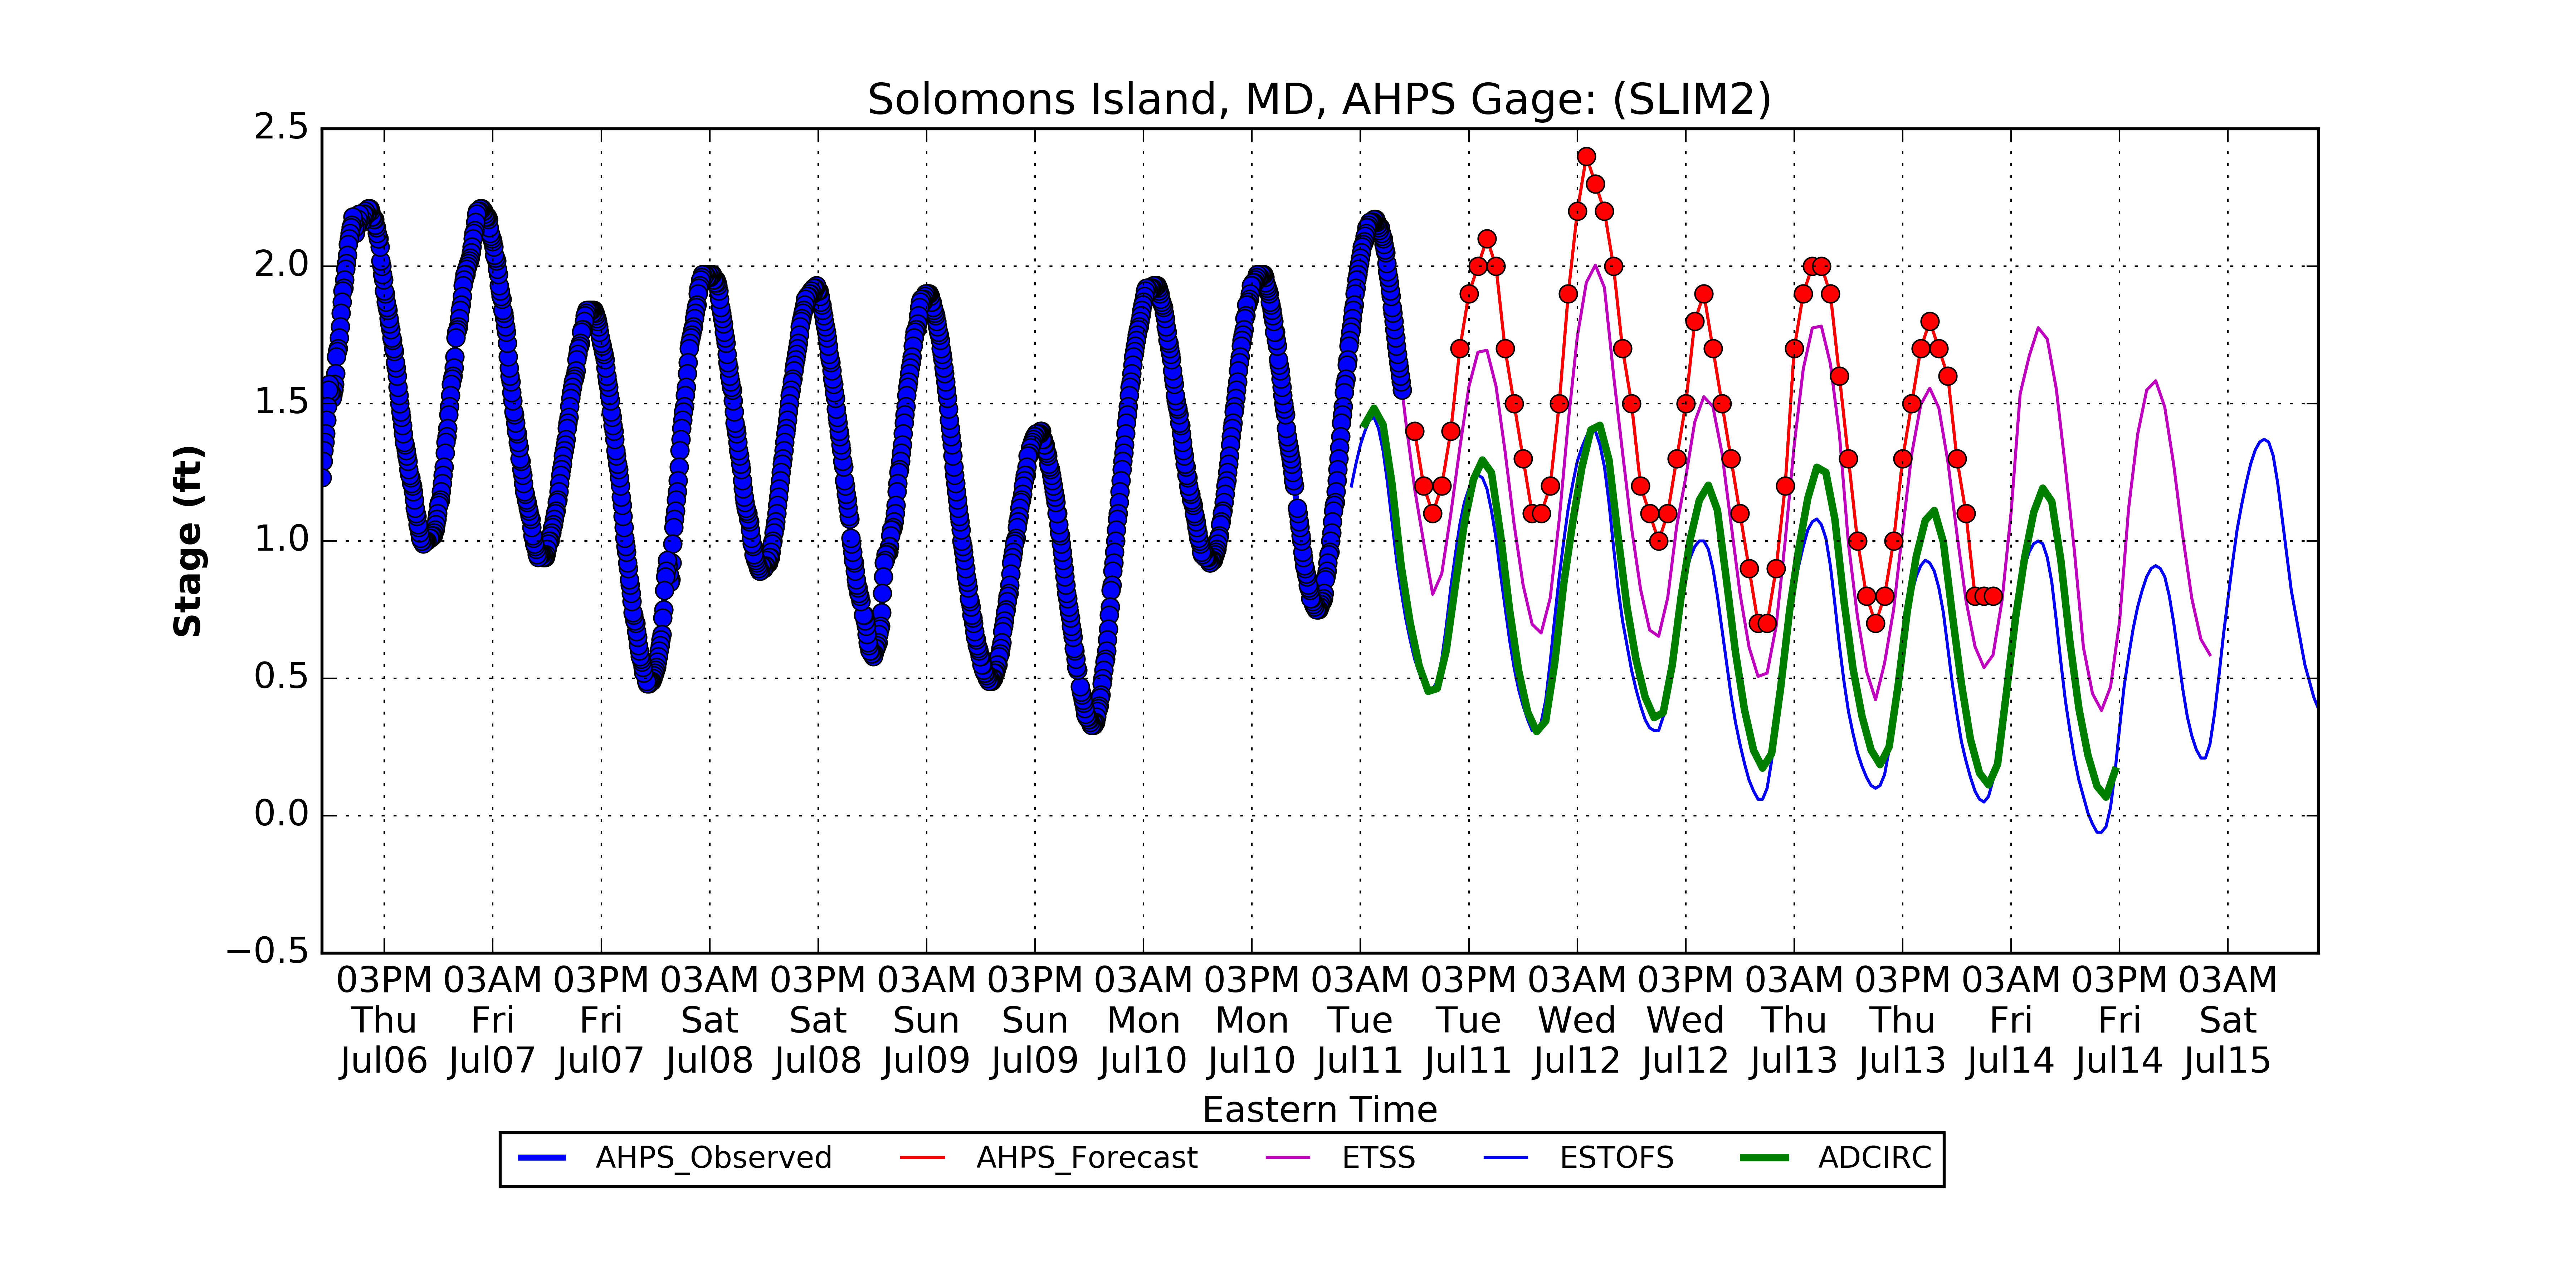 Solomons Island, MD, AHPS Gage: (SLIM2)
2.5
2.0
1.5
1.0
0.5
0.0
−0.5
Stage (ft)
03PM 03AM 03PM 03AM 03PM 03AM 03PM 03AM 03PM 03AM 03PM 03AM 03PM 03AM 03PM 03AM 03PM 03AM
Thu Fri Fri Sat Sat Sun Sun Mon Mon Tue Tue Wed Wed Thu Thu Fri Fri Sat
Jul06 Jul07 Jul07 Jul08 Jul08 Jul09 Jul09 Jul10 Jul10 Jul11 Jul11 Jul12 Jul12 Jul13 Jul13 Jul14 Jul14 Jul15
Eastern Time
AHPS_Observed AHPS_Forecast ETSS ESTOFS ADCIRC